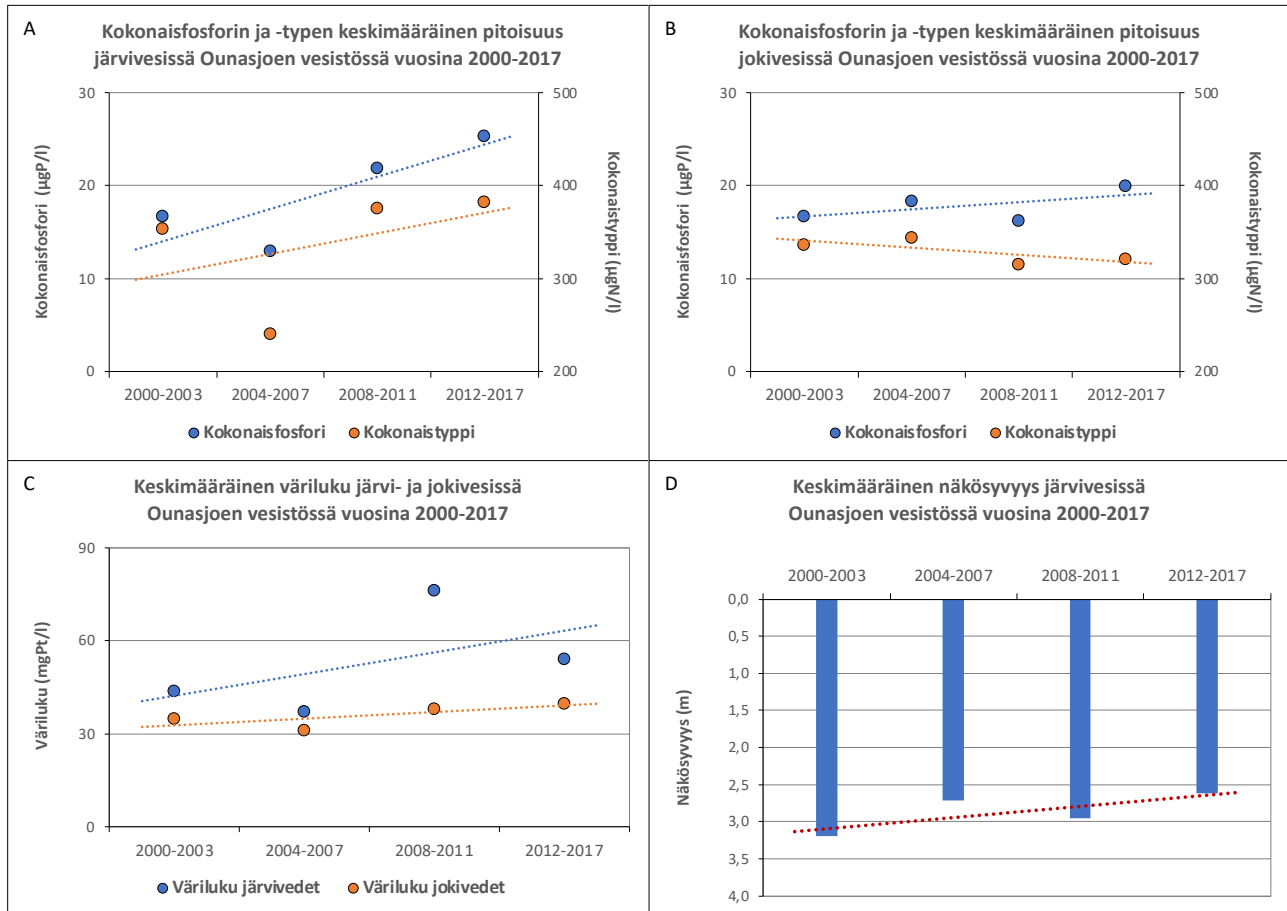 A
Kokonaisfosforin ja -typen keskimääräinen pitoisuus
järvivesissä Ounasjoen vesistössä vuosina 2000-2017
Kokonaisfosfori (µgP/l)
30
20
10
0
500
400
300
200
Kokonaistyppi (µgN/l)
2000-2003 2004-2007 2008-2011 2012-2017
Kokonaisfosfori Kokonaistyppi
B
Kokonaisfosforin ja -typen keskimääräinen pitoisuus
jokivesissä Ounasjoen vesistössä vuosina 2000-2017
Kokonaisfosfori (µgP/l)
30
20
10
0
500
400
300
200
Kokonaistyppi (µgN/l)
2000-2003 2004-2007 2008-2011 2012-2017
Kokonaisfosfori Kokonaistyppi
C
Keskimääräinen väriluku järvi- ja jokivesissä
Ounasjoen vesistössä vuosina 2000-2017
Väriluku (mgPt/l)
90
60
30
0
2000-2003 2004-2007 2008-2011 2012-2017
Väriluku järvivedet Väriluku jokivedet
D
Keskimääräinen näkösyvyys järvivesissä
Ounasjoen vesistössä vuosina 2000-2017
2000-2003 2004-2007 2008-2011 2012-2017
Näkösyvyys (m)
0,0
0,5
1,0
1,5
2,0
2,5
3,0
3,5
4,0